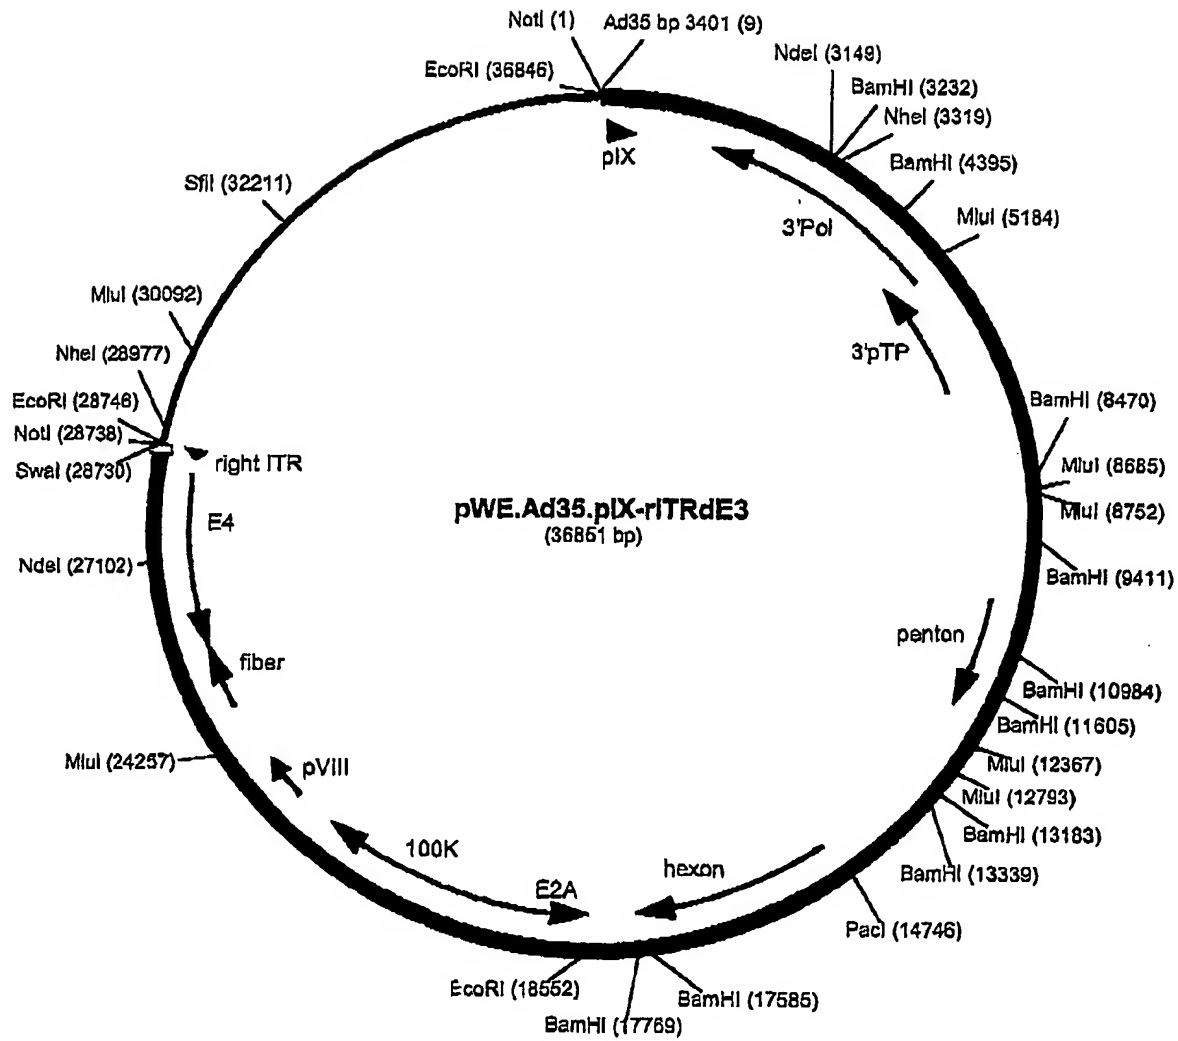 NotI (1)
Ad35 bp 3401 (9)
EcoRI (36846)
NdeI (3149)
BamHI (3232)
NheI (3319)
pIX
BamHI (4395)
SfiI (32211)
MluI (5184)
3'Pol
MluI (30092)
NheI (28977)
3'pTP
EcoRI (28746)
BamHI (8470)
NotI (28738)
right ITR
MluI (8685)
SwaI (28730)
pWE.Ad35.pIX-rITRdE3
MluI (8752)
E4
(36851 bp)
NdeI (27102)
BamHI (9411)
penton
fiber
BamHI (10984)
BamHI (11605)
MluI (24257)
pVIII
MluI (12367)
MluI (12793)
BamHI (13183)
100K
hexon
BamHI (13339)
E2A
PacI (14746)
EcoRI (18552)
BamHI (17585)
BamHI (17769)